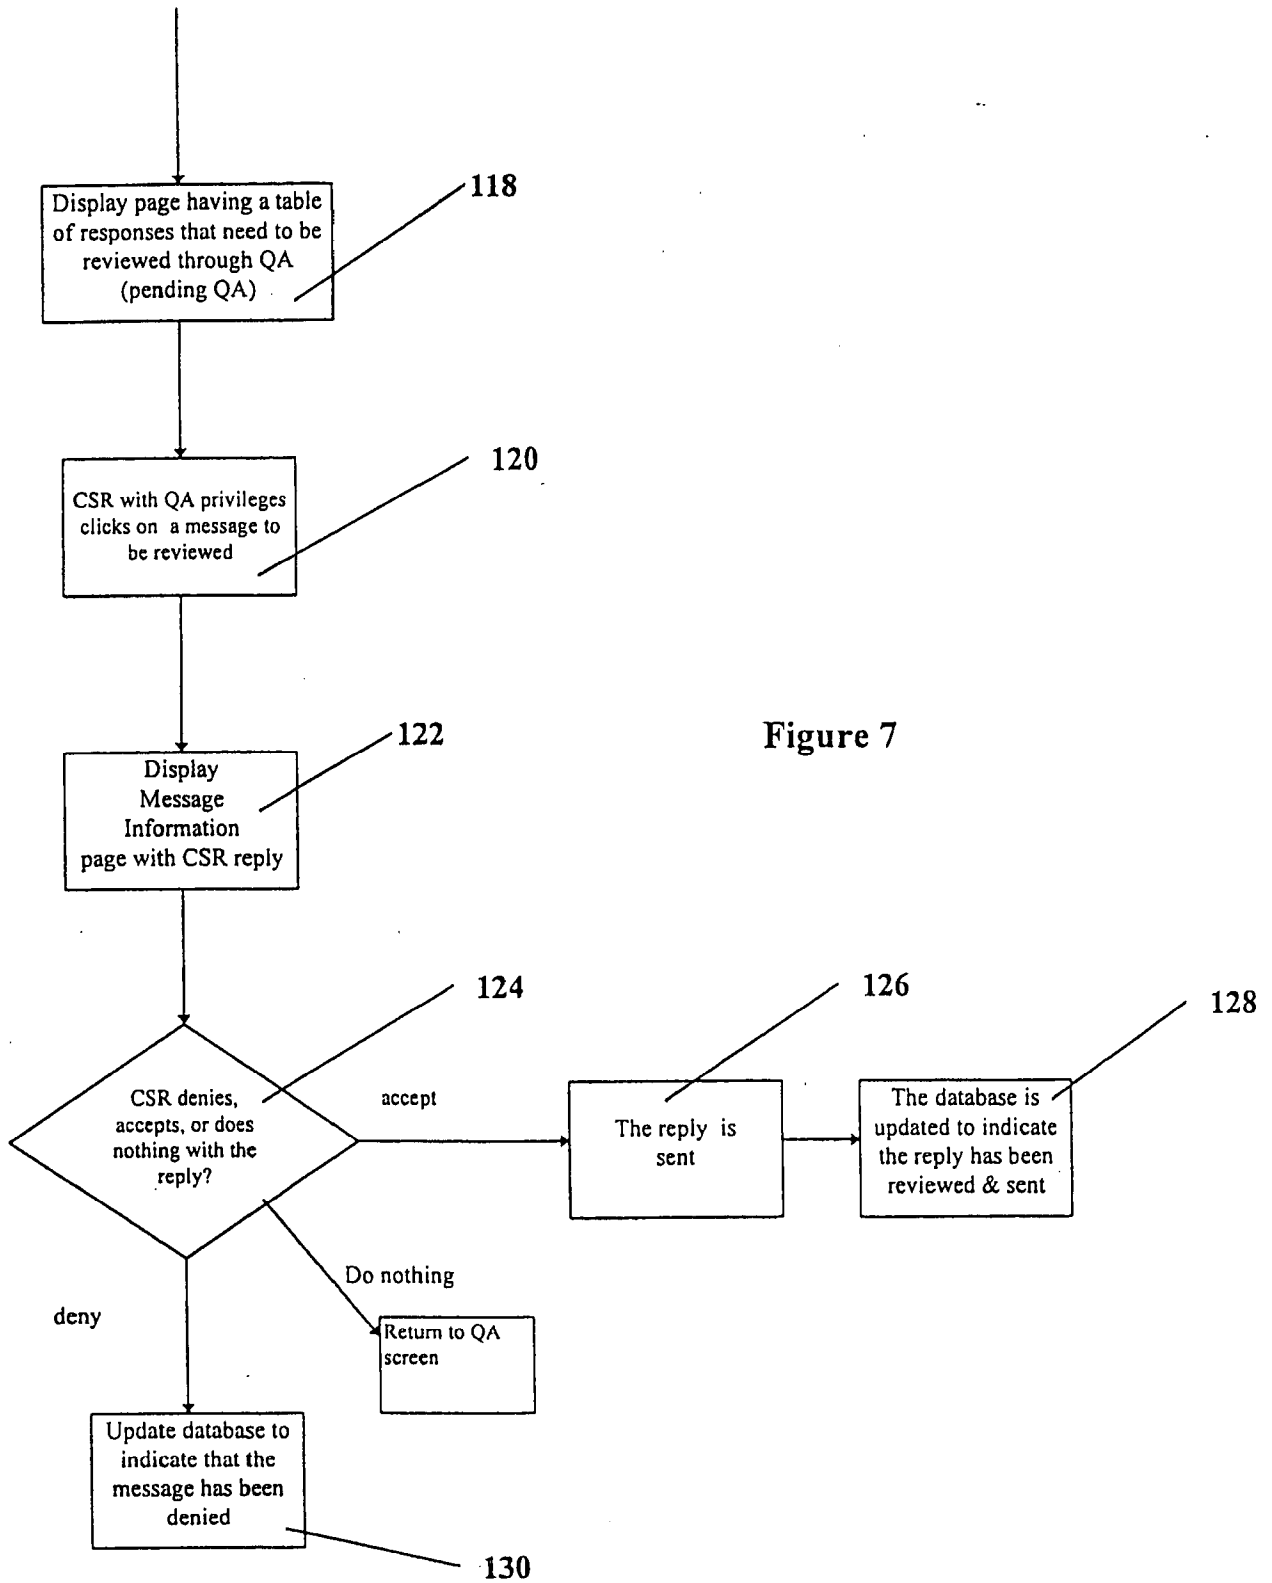 118
Display page having a table
of responses that need to be
reviewed through QA
(pending QA)
120
CSR with QA privileges
clicks on a message to
be reviewed
122
Display
Message
Information
page with CSR reply
Figure 7
124
CSR denies,
accepts, or does
nothing with the
reply?
accept
126
The reply is
sent
128
The database is
updated to indicate
the reply has been
reviewed & sent
Do nothing
Return to QA
screen
deny
Update database to
indicate that the
message has been
denied
130